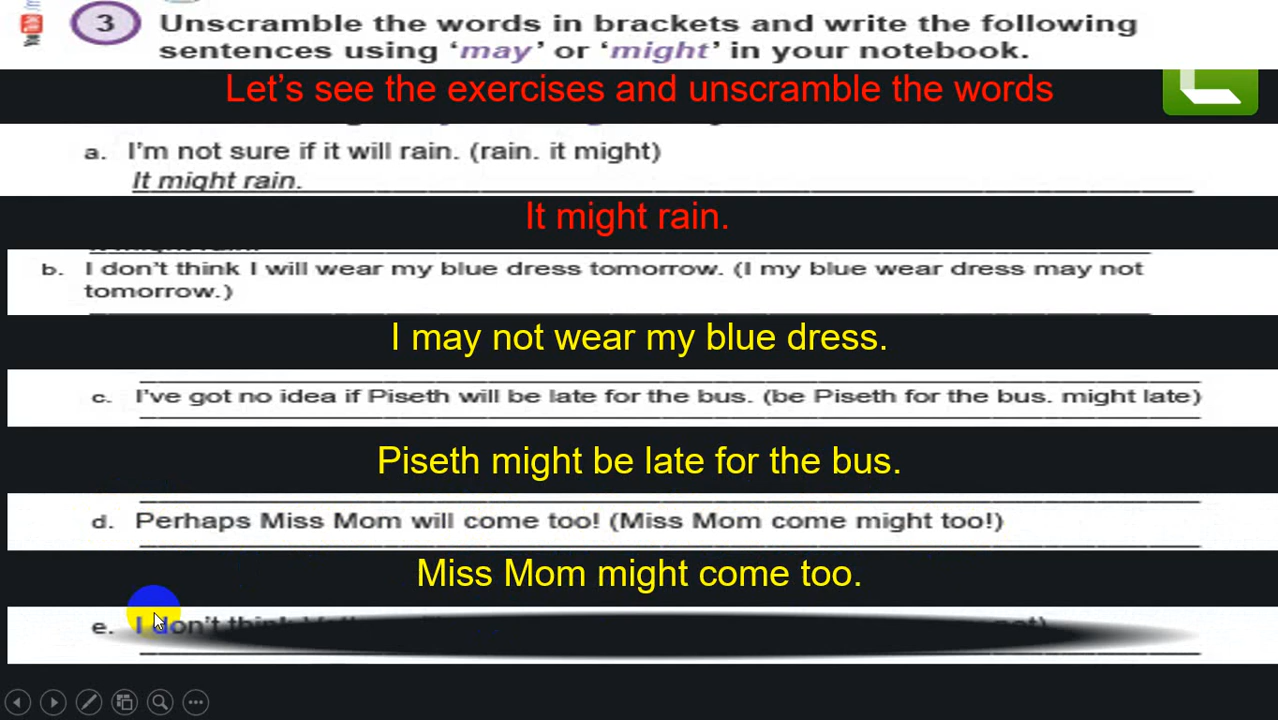 3 Unscramble the words in brackets and write the following
sentences using ‘may’ or ‘might’ in your notebook.
Let’s see the exercises and unscramble the words
a. I’m not sure if it will rain. (rain. it might)
It might rain.
It might rain.
b. I don’t think I will wear my blue dress tomorrow. (I my blue wear dress may not
tomorrow.)
I may not wear my blue dress.
c. I’ve got no idea if Piseth will be late for the bus. (be Piseth for the bus. might late)
Piseth might be late for the bus.
d. Perhaps Miss Mom will come too! (Miss Mom come might too!)
Miss Mom might come too.
e. I don’t think